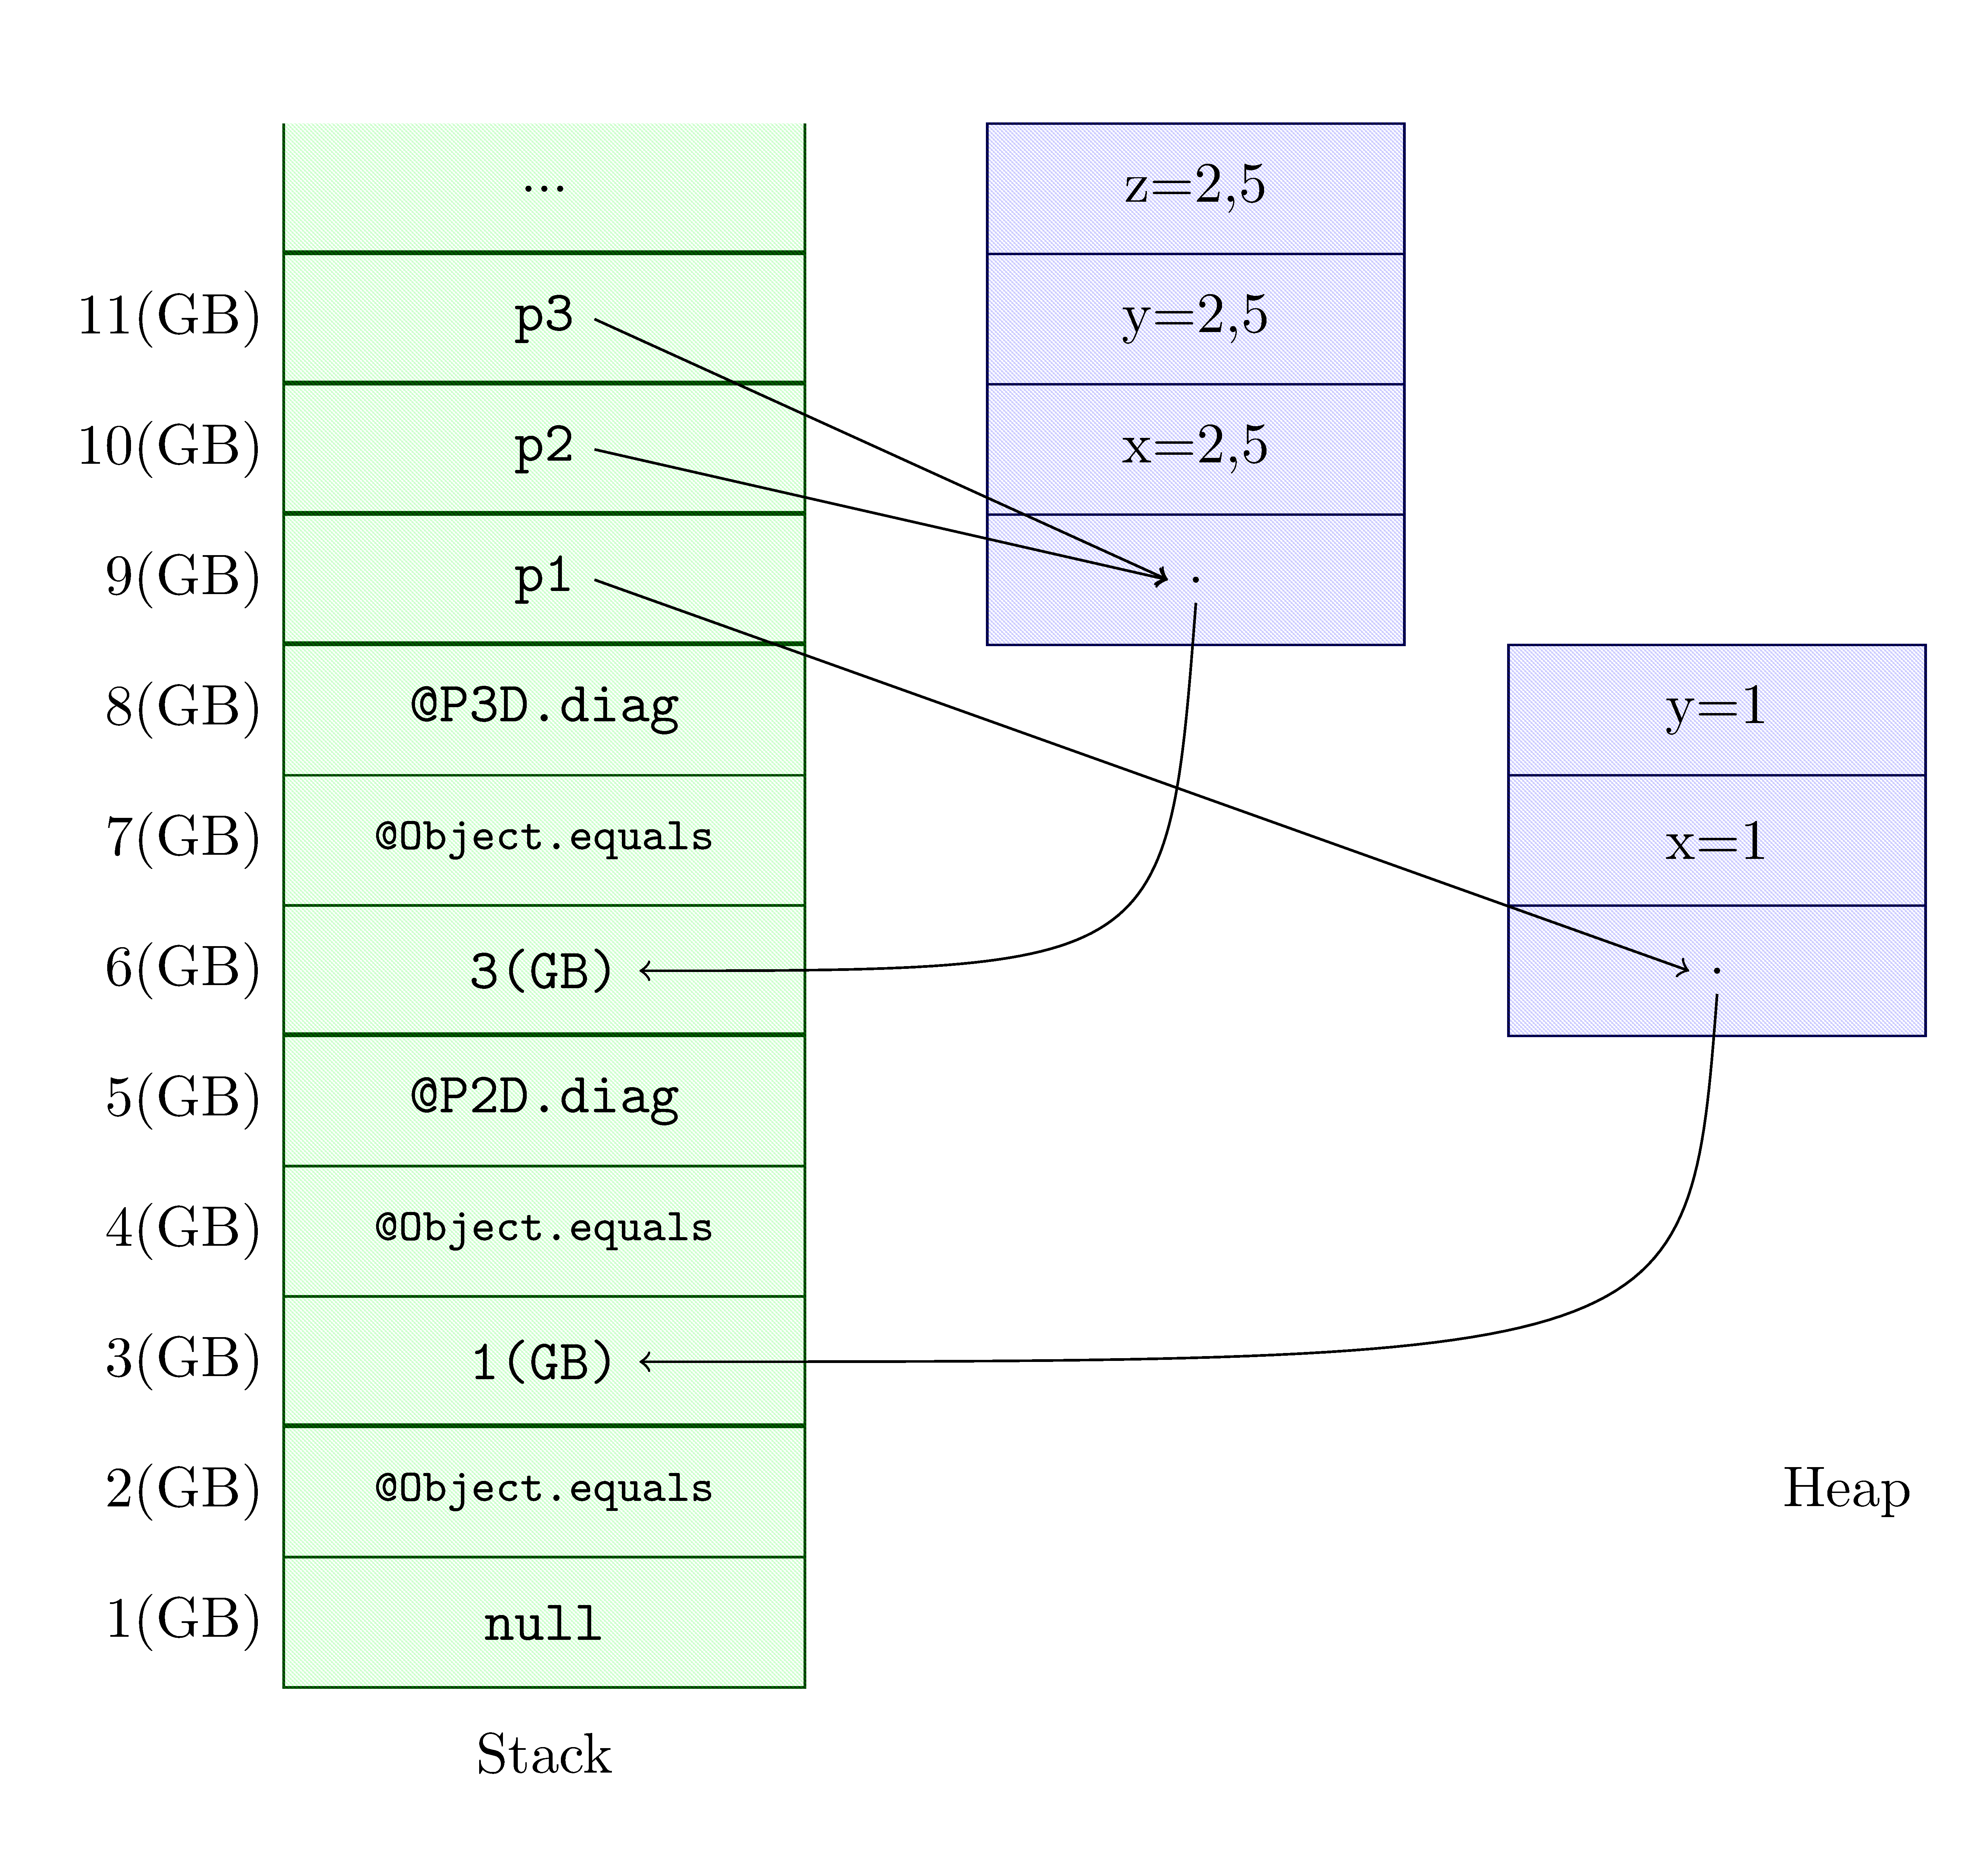 ... z=2,5
11(GB) p3 y=2,5
10(GB) p2 x=2,5
9(GB) p1 .
8(GB) @P3D.diag y=1
7(GB) @Object.equals x=1
6(GB) 3(GB) .
5(GB) @P2D.diag
4(GB) @Object.equals
3(GB) 1(GB)
2(GB) @Object.equals Heap
1(GB) null
Stack